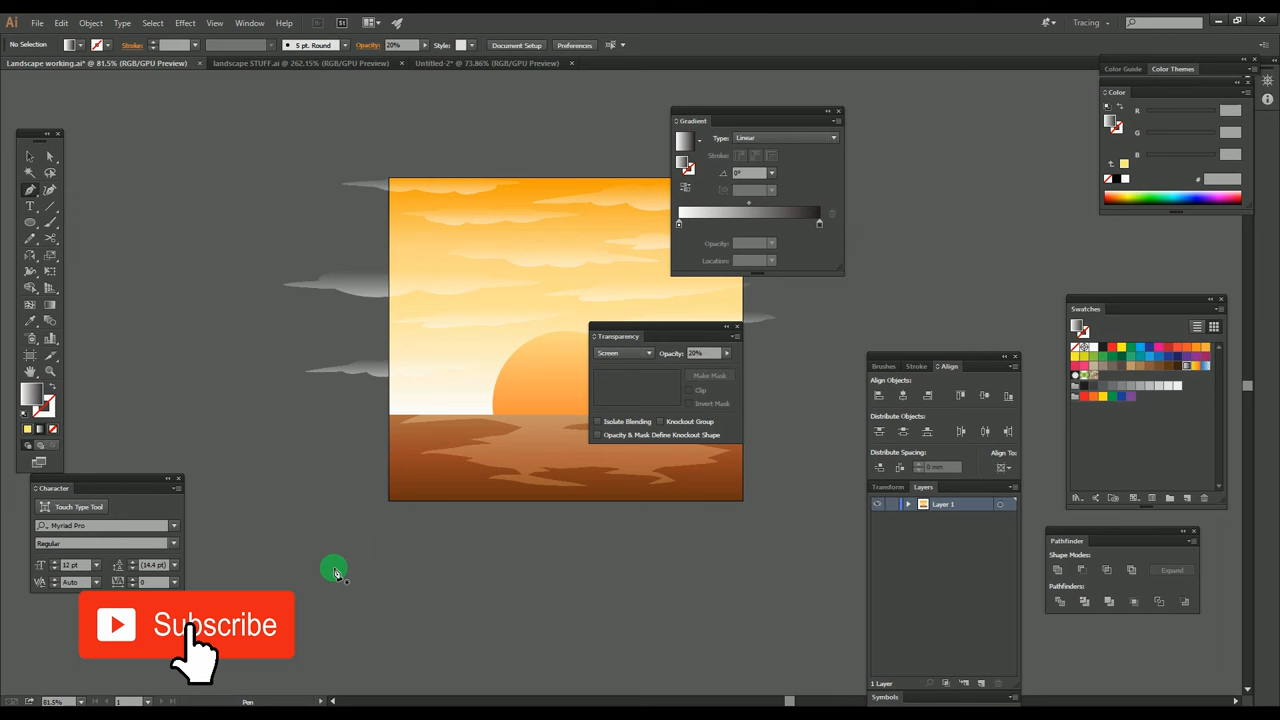 Ai File Edit Object Type Select Effect View Window Help Br St Tracing
No Selection Stroke: 5 pt. Round Opacity: 20% Style: Document Setup Preferences
Landscape working.ai* @ 81.5% (RGB/GPU Preview) × landscape STUFF.ai @ 262.15% (RGB/GPU Preview) × Untitled-2* @ 73.86% (RGB/GPU Preview) ×
Color Guide Color Themes
Color
R
G
B
#
Gradient
Type: Linear
Stroke:
0°
Opacity:
Location:
Transparency
Screen Opacity: 20%
Make Mask
Clip
Invert Mask
Isolate Blending Knockout Group
Opacity & Mask Define Knockout Shape
Swatches
Brushes Stroke Align
Align Objects:
Distribute Objects:
Distribute Spacing: Align To:
0 mm
Transform Layers
Layer 1
1 Layer
Symbols
Pathfinder
Shape Modes:
Expand
Pathfinders:
Character
Touch Type Tool
Myriad Pro
Regular
12 pt (14.4 pt)
Auto 0
Subscribe
81.5% 1 Pen